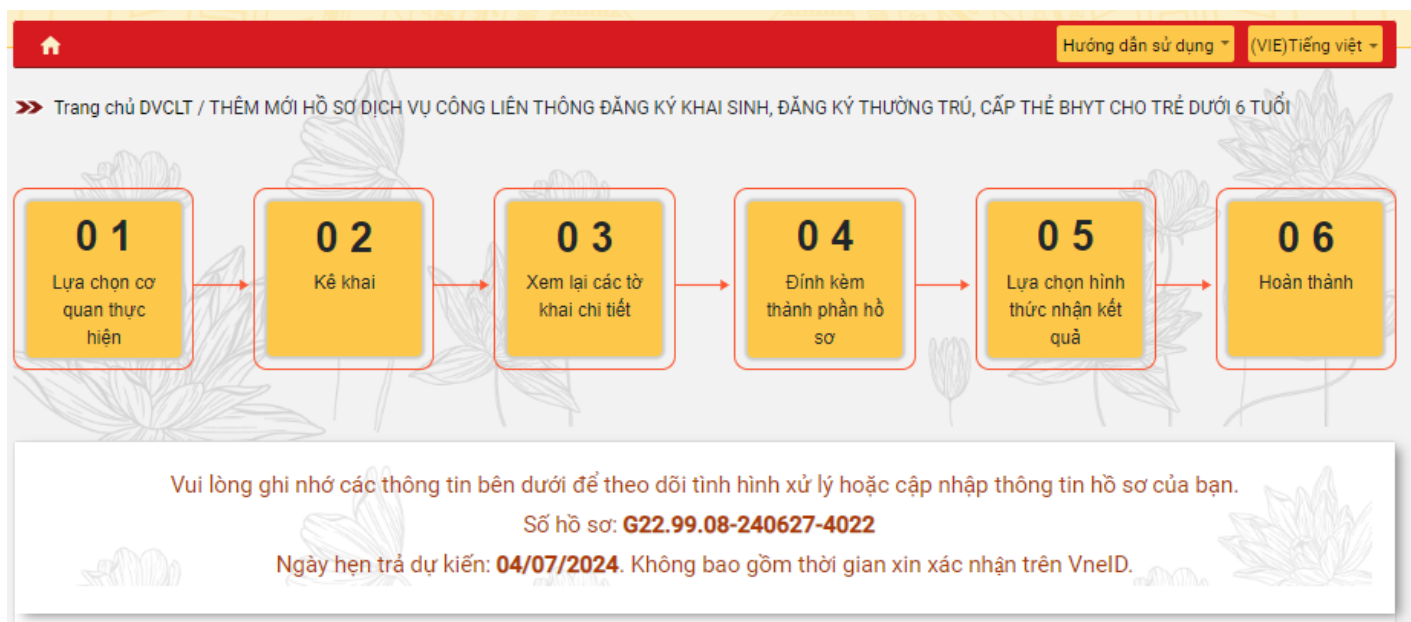 Hướng dẫn sử dụng
(VIE)Tiếng việt
Trang chủ DVCLT / THÊM MỚI HỒ SƠ DỊCH VỤ CÔNG LIÊN THÔNG ĐĂNG KÝ KHAI SINH, ĐĂNG KÝ THƯỜNG TRÚ, CẤP THẺ BHYT CHO TRẺ DƯỚI 6 TUỔI
0 1
Lựa chọn cơ
quan thực
hiện
0 2
Kê khai
0 3
Xem lại các tờ
khai chi tiết
0 4
Đính kèm
thành phần hồ
sơ
0 5
Lựa chọn hình
thức nhận kết
quả
0 6
Hoàn thành
Vui lòng ghi nhớ các thông tin bên dưới để theo dõi tình hình xử lý hoặc cập nhập thông tin hồ sơ của bạn.
Số hồ sơ: G22.99.08-240627-4022
Ngày hẹn trả dự kiến: 04/07/2024. Không bao gồm thời gian xin xác nhận trên VneID.